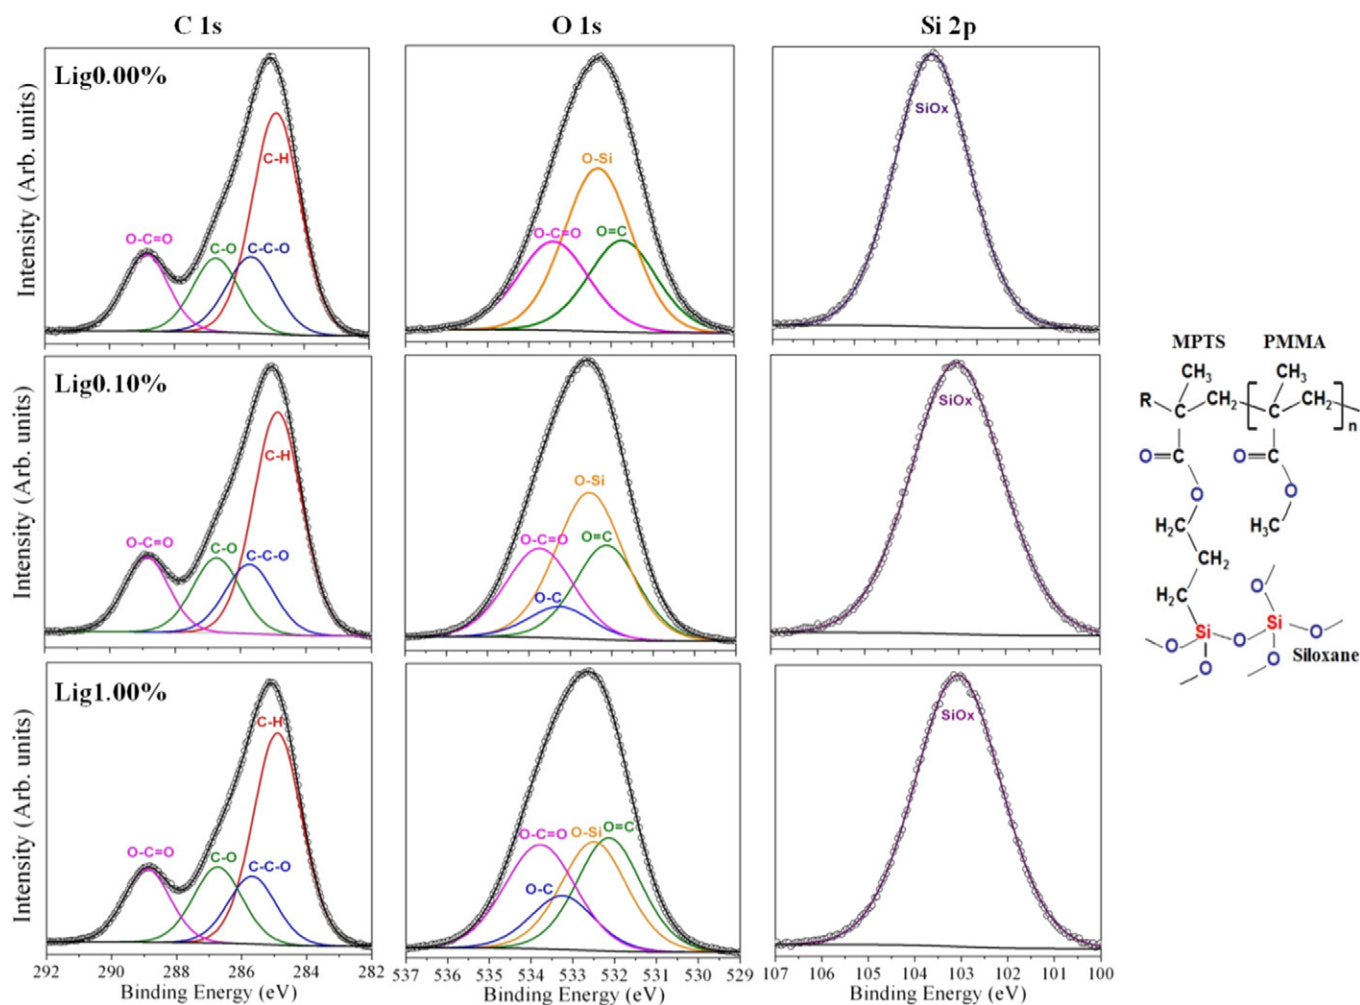 C 1s
O 1s
Si 2p
Lig0.00%
Intensity (Arb. units)
O-C=O
C-O
C-C-O
C-H
O-C=O
O-Si
O=C
SiOx
Lig0.10%
Intensity (Arb. units)
O-C=O
C-O
C-C-O
C-H
O-C=O
O-C
O-Si
O=C
SiOx
Lig1.00%
Intensity (Arb. units)
O-C=O
C-O
C-C-O
C-H
O-C=O
O-C
O-Si
O=C
SiOx
292 290 288 286 284 282
Binding Energy (eV)
537 536 535 534 533 532 531 530 529
Binding Energy (eV)
107 106 105 104 103 102 101 100
Binding Energy (eV)
MPTS PMMA
CH3 CH3
R C CH2 C CH2 n
O C O C
O O
H2C H3C
CH2
H2C O
Si Si
O O O
O O
Siloxane